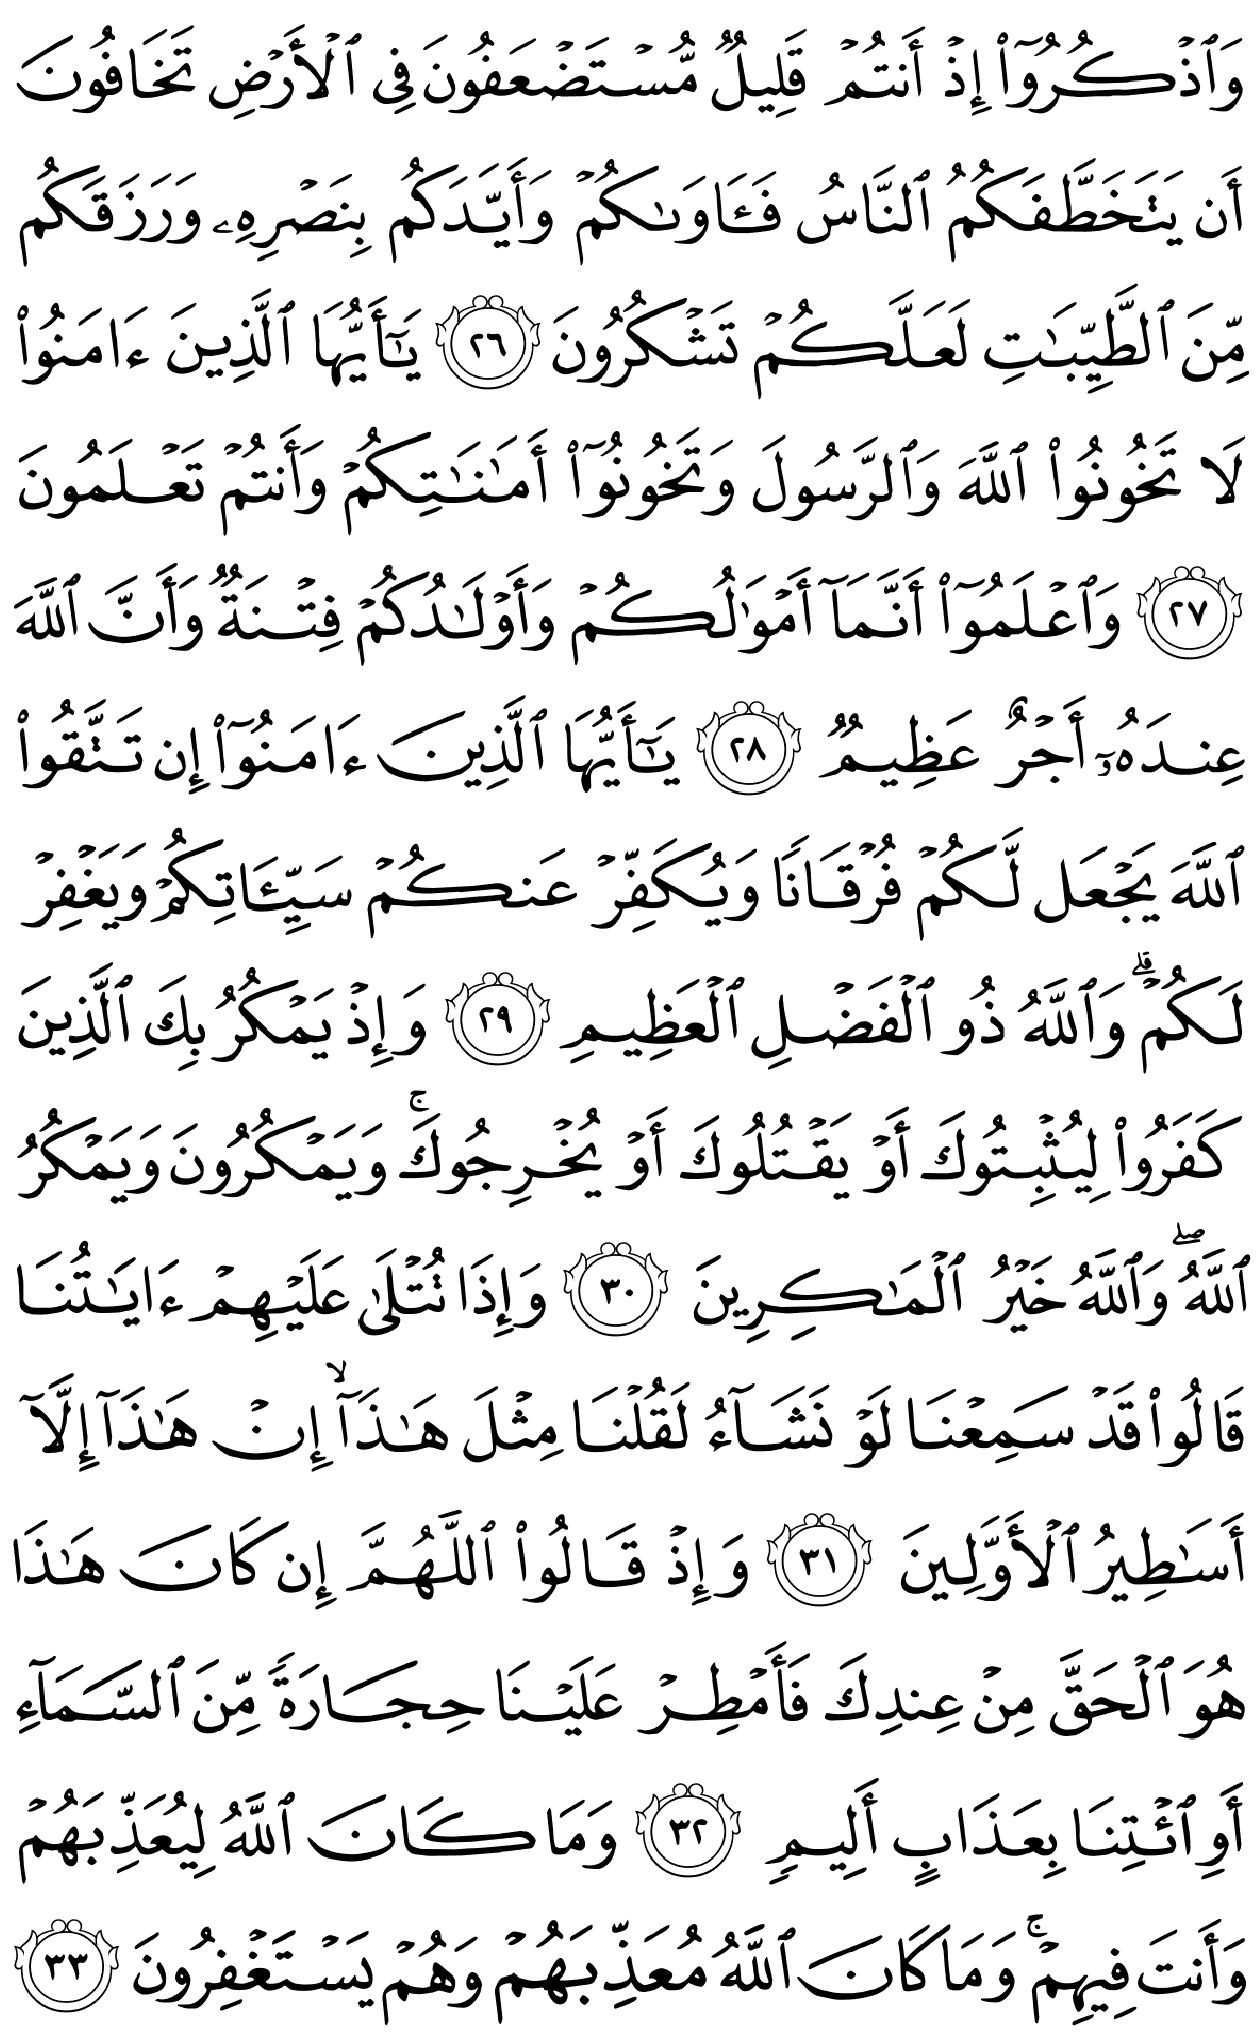 وَٱذۡكُرُوٓاْ إِذۡ أَنتُمۡ قَلِيلٞ مُّسۡتَضۡعَفُونَ فِي ٱلۡأَرۡضِ تَخَافُونَ
أَن يَتَخَطَّفَكُمُ ٱلنَّاسُ فَـَٔاوَىٰكُمۡ وَأَيَّدَكُم بِنَصۡرِهِۦ وَرَزَقَكُم
مِّنَ ٱلطَّيِّبَٰتِ لَعَلَّكُمۡ تَشۡكُرُونَ ٢٦ يَٰٓأَيُّهَا ٱلَّذِينَ ءَامَنُواْ
لَا تَخُونُواْ ٱللَّهَ وَٱلرَّسُولَ وَتَخُونُوٓاْ أَمَٰنَٰتِكُمۡ وَأَنتُمۡ تَعۡلَمُونَ
٢٧ وَٱعۡلَمُوٓاْ أَنَّمَآ أَمۡوَٰلُكُمۡ وَأَوۡلَٰدُكُمۡ فِتۡنَةٞ وَأَنَّ ٱللَّهَ
عِندَهُۥٓ أَجۡرٌ عَظِيمٞ ٢٨ يَٰٓأَيُّهَا ٱلَّذِينَ ءَامَنُوٓاْ إِن تَتَّقُواْ
ٱللَّهَ يَجۡعَل لَّكُمۡ فُرۡقَانٗا وَيُكَفِّرۡ عَنكُمۡ سَيِّـَٔاتِكُمۡ وَيَغۡفِرۡ
لَكُمۡۗ وَٱللَّهُ ذُو ٱلۡفَضۡلِ ٱلۡعَظِيمِ ٢٩ وَإِذۡ يَمۡكُرُ بِكَ ٱلَّذِينَ
كَفَرُواْ لِيُثۡبِتُوكَ أَوۡ يَقۡتُلُوكَ أَوۡ يُخۡرِجُوكَۚ وَيَمۡكُرُونَ وَيَمۡكُرُ
ٱللَّهُۖ وَٱللَّهُ خَيۡرُ ٱلۡمَٰكِرِينَ ٣٠ وَإِذَا تُتۡلَىٰ عَلَيۡهِمۡ ءَايَٰتُنَا
قَالُواْ قَدۡ سَمِعۡنَا لَوۡ نَشَآءُ لَقُلۡنَا مِثۡلَ هَٰذَآۙ إِنۡ هَٰذَآ إِلَّآ
أَسَٰطِيرُ ٱلۡأَوَّلِينَ ٣١ وَإِذۡ قَالُواْ ٱللَّهُمَّ إِن كَانَ هَٰذَا
هُوَ ٱلۡحَقَّ مِنۡ عِندِكَ فَأَمۡطِرۡ عَلَيۡنَا حِجَارَةٗ مِّنَ ٱلسَّمَآءِ
أَوِ ٱئۡتِنَا بِعَذَابٍ أَلِيمٖ ٣٢ وَمَا كَانَ ٱللَّهُ لِيُعَذِّبَهُمۡ
وَأَنتَ فِيهِمۡۚ وَمَا كَانَ ٱللَّهُ مُعَذِّبَهُمۡ وَهُمۡ يَسۡتَغۡفِرُونَ ٣٣